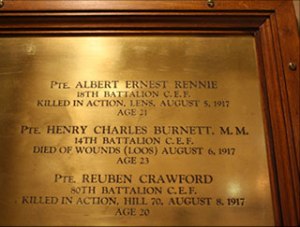 Pte. ALBERT ERNEST RENNIE
18TH BATTALION C.E.F.
KILLED IN ACTION, LENS, AUGUST 5, 1917
AGE 21
Pte. HENRY CHARLES BURNETT, M.M.
14TH BATTALION C.E.F.
DIED OF WOUNDS (LOOS) AUGUST 6, 1917
AGE 23
Pte. REUBEN CRAWFORD
80TH BATTALION C.E.F.
KILLED IN ACTION, HILL 70, AUGUST 8, 1917
AGE 20